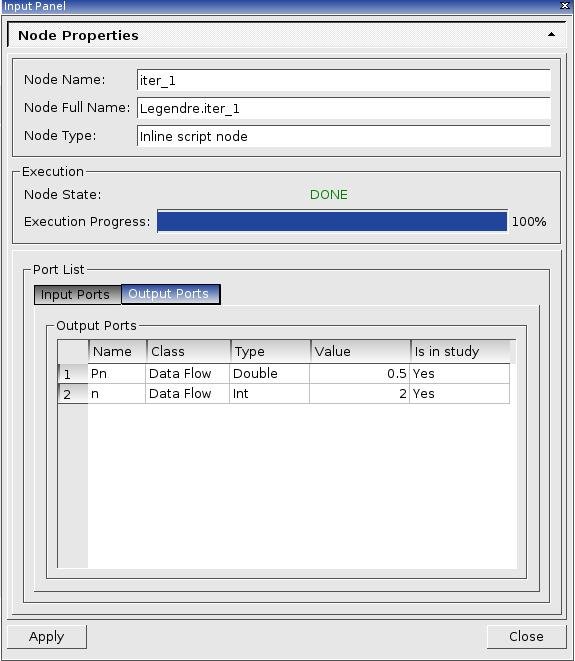 Input Panel
Node Properties
Node Name: iter_1
Node Full Name: Legendre.iter_1
Node Type: Inline script node
Execution
Node State: DONE
Execution Progress: 100%
Port List
Input Ports Output Ports
Output Ports
Name Class Type Value Is in study
1 Pn Data Flow Double 0.5 Yes
2 n Data Flow Int 2 Yes
Apply Close